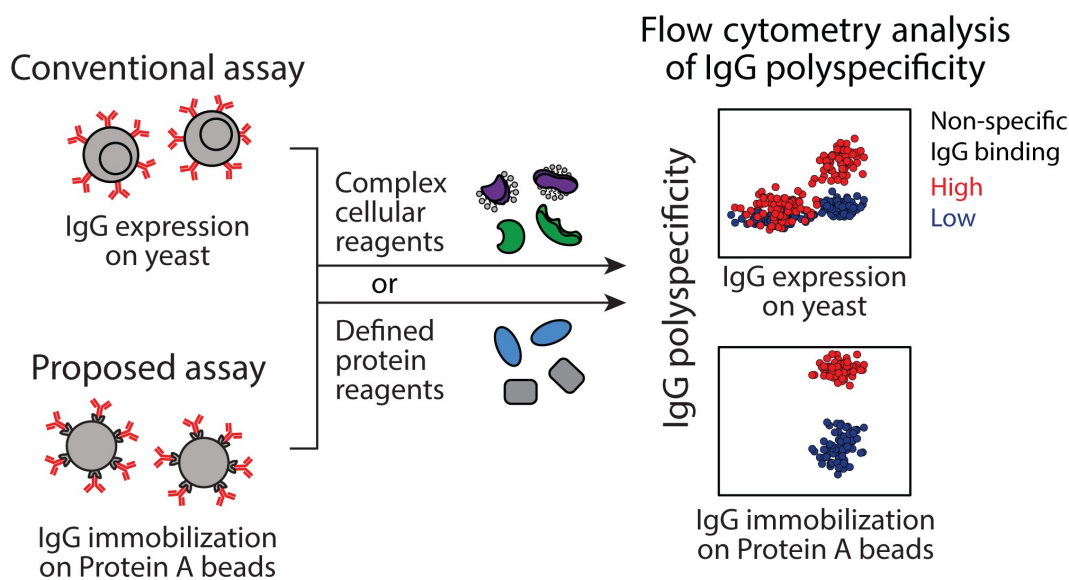 Conventional assay
IgG expression
on yeast
Proposed assay
IgG immobilization
on Protein A beads
Complex
cellular
reagents
or
Defined
protein
reagents
Flow cytometry analysis
of IgG polyspecificity
IgG polyspecificity
Non-specific
IgG binding
High
Low
IgG expression
on yeast
IgG immobilization
on Protein A beads